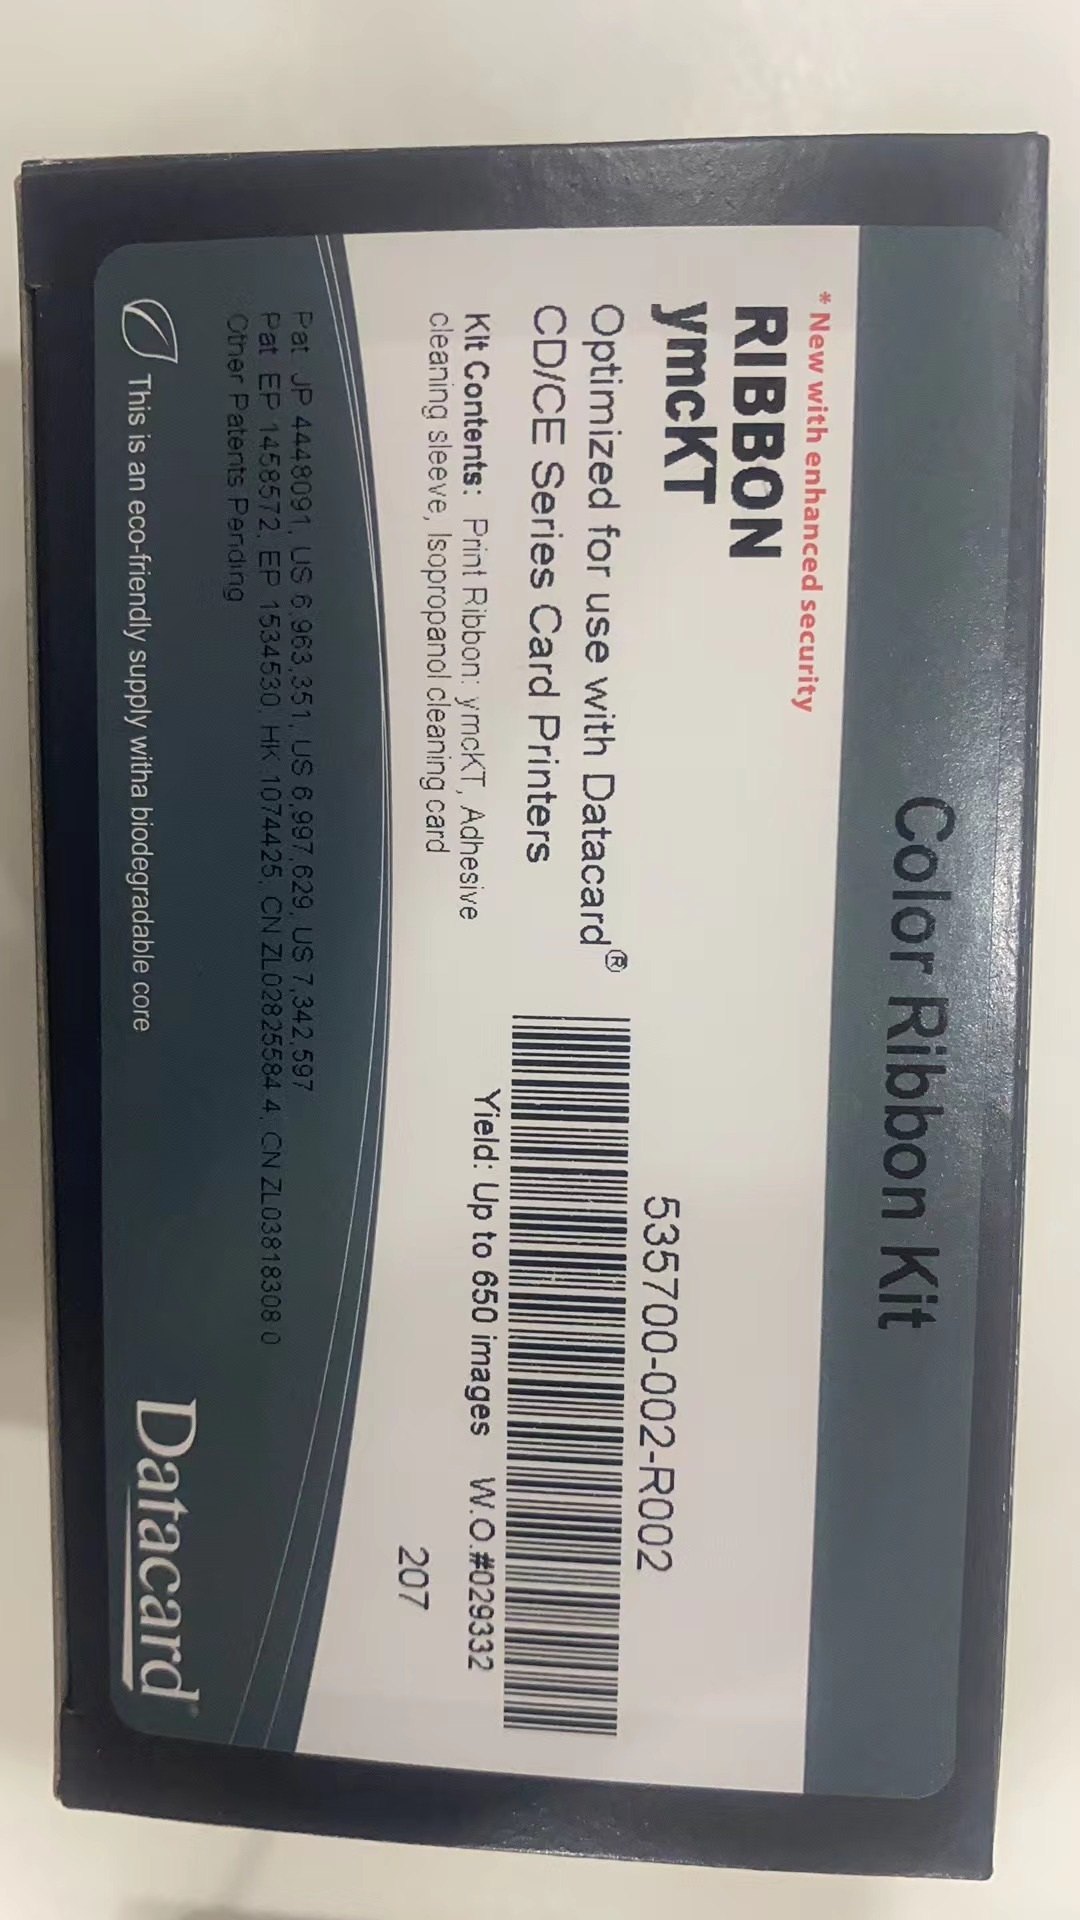 Color Ribbon Kit
* New with enhanced security
RIBBON
ymcKT
535700-002-R002
Optimized for use with Datacard®
CD/CE Series Card Printers
Kit Contents: Print Ribbon: ymcKT, Adhesive
cleaning sleeve, Isopropanol cleaning card
Yield: Up to 650 images W.O.#029332
207
Pat JP 4448091, US 6,963,351, US 6,997,629, US 7,342,597
Pat EP 1458572, EP 1534530, HK 1074425, CN ZL02825584.4, CN ZL03818308.0
Other Patents Pending
This is an eco-friendly supply witha biodegradable core
Datacard®